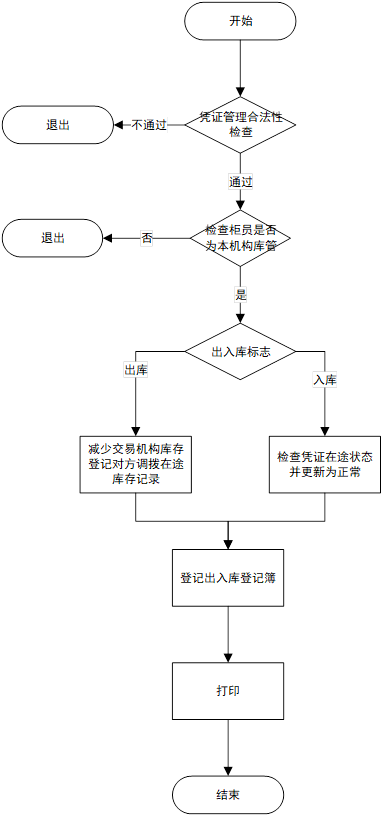 开始
凭证管理合法性
检查
不通过
退出
通过
检查柜员是否
为本机构库管
否
退出
是
出入库标志
出库
入库
减少交易机构库存
登记对方调拨在途
库存记录
检查凭证在途状态
并更新为正常
登记出入库登记簿
打印
结束